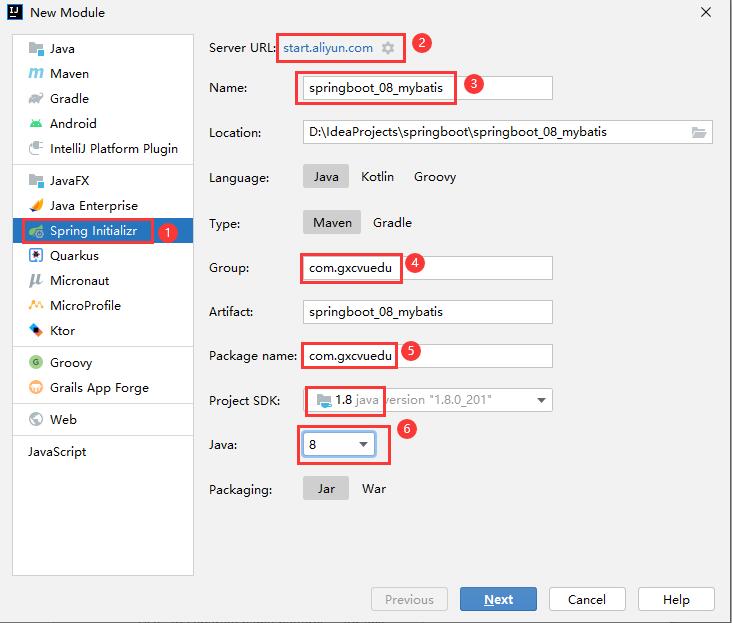 New Module
Java
Maven
Gradle
Android
IntelliJ Platform Plugin
JavaFX
Java Enterprise
Spring Initializr 1
Quarkus
Micronaut
MicroProfile
Ktor
Groovy
Grails App Forge
Web
JavaScript
Server URL: start.aliyun.com 2
Name: springboot_08_mybatis 3
Location: D:\IdeaProjects\springboot\springboot_08_mybatis
Language: Java Kotlin Groovy
Type: Maven Gradle
Group: com.gxcvuedu 4
Artifact: springboot_08_mybatis
Package name: com.gxcvuedu 5
Project SDK: 1.8 java version "1.8.0_201"
Java: 8 6
Packaging: Jar War
Previous Next Cancel Help